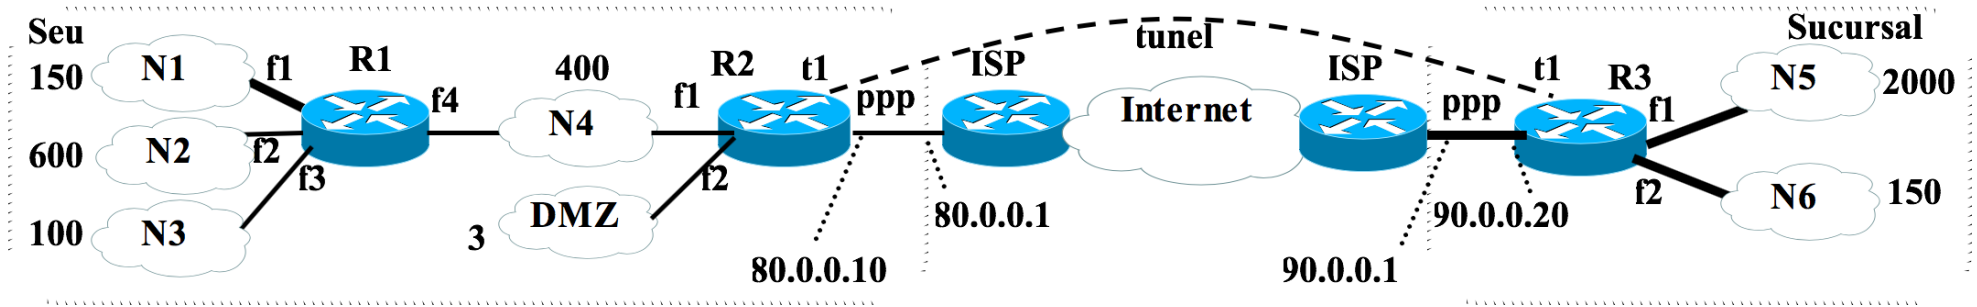 Seu
150
N1
f1
R1
600
N2
f2
100
N3
f3
f4
400
N4
f1
R2
t1
3
DMZ
f2
ppp
80.0.0.10
ISP
80.0.0.1
tunel
Internet
ISP
90.0.0.1
ppp
90.0.0.20
t1
R3
f1
f2
Sucursal
N5
2000
N6
150